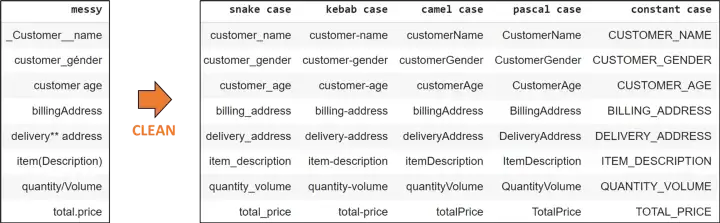 messy
_Customer__name
customer_génder
customer age
billingAddress
delivery** address
item(Description)
quantity/Volume
total.price
CLEAN
snake case kebab case camel case pascal case constant case
customer_name customer-name customerName CustomerName CUSTOMER_NAME
customer_gender customer-gender customerGender CustomerGender CUSTOMER_GENDER
customer_age customer-age customerAge CustomerAge CUSTOMER_AGE
billing_address billing-address billingAddress BillingAddress BILLING_ADDRESS
delivery_address delivery-address deliveryAddress DeliveryAddress DELIVERY_ADDRESS
item_description item-description itemDescription ItemDescription ITEM_DESCRIPTION
quantity_volume quantity-volume quantityVolume QuantityVolume QUANTITY_VOLUME
total_price total-price totalPrice TotalPrice TOTAL_PRICE